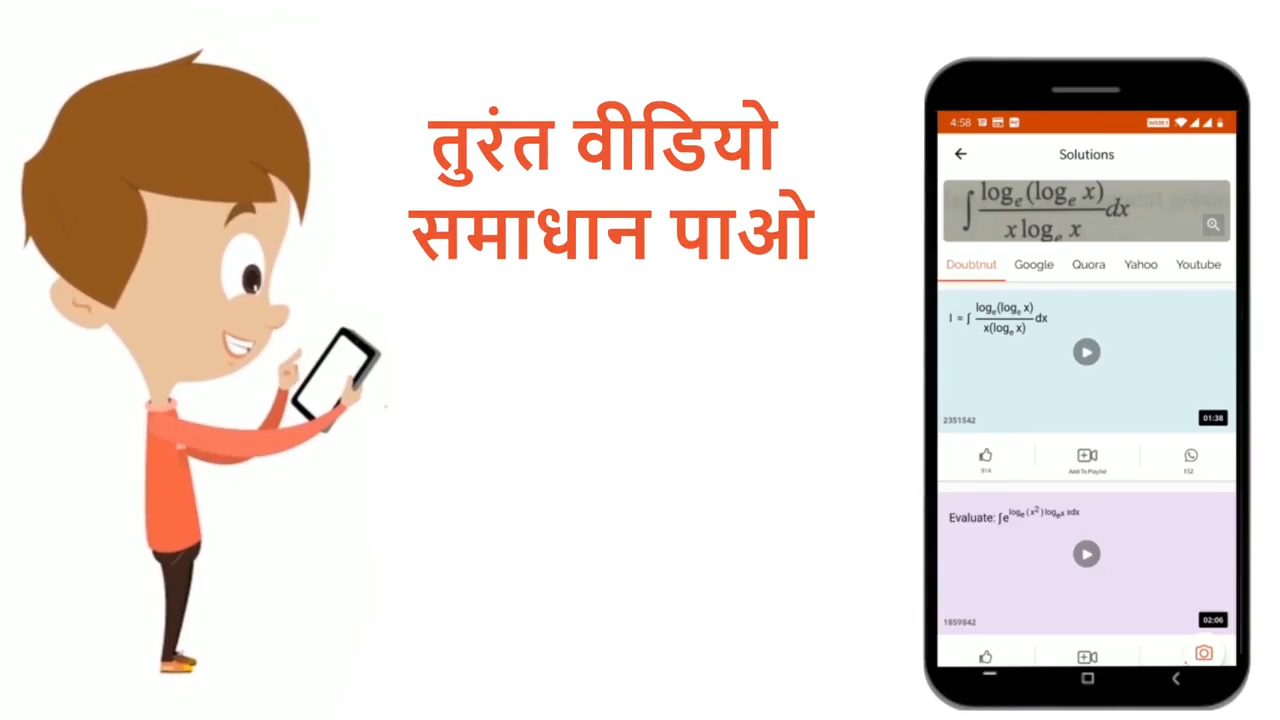 तुरंत वीडियो
समाधान पाओ
4:58
Solutions
∫ logₑ(logₑ x) / x logₑ x dx
Doubtnut Google Quora Yahoo Youtube
I = ∫ logₑ(logₑ x) / x(logₑ x) dx
2351542 01:38
914 Add To Playlist 152
Evaluate: ∫e^logₑ(x²) logₑx xdx
1859842 02:06